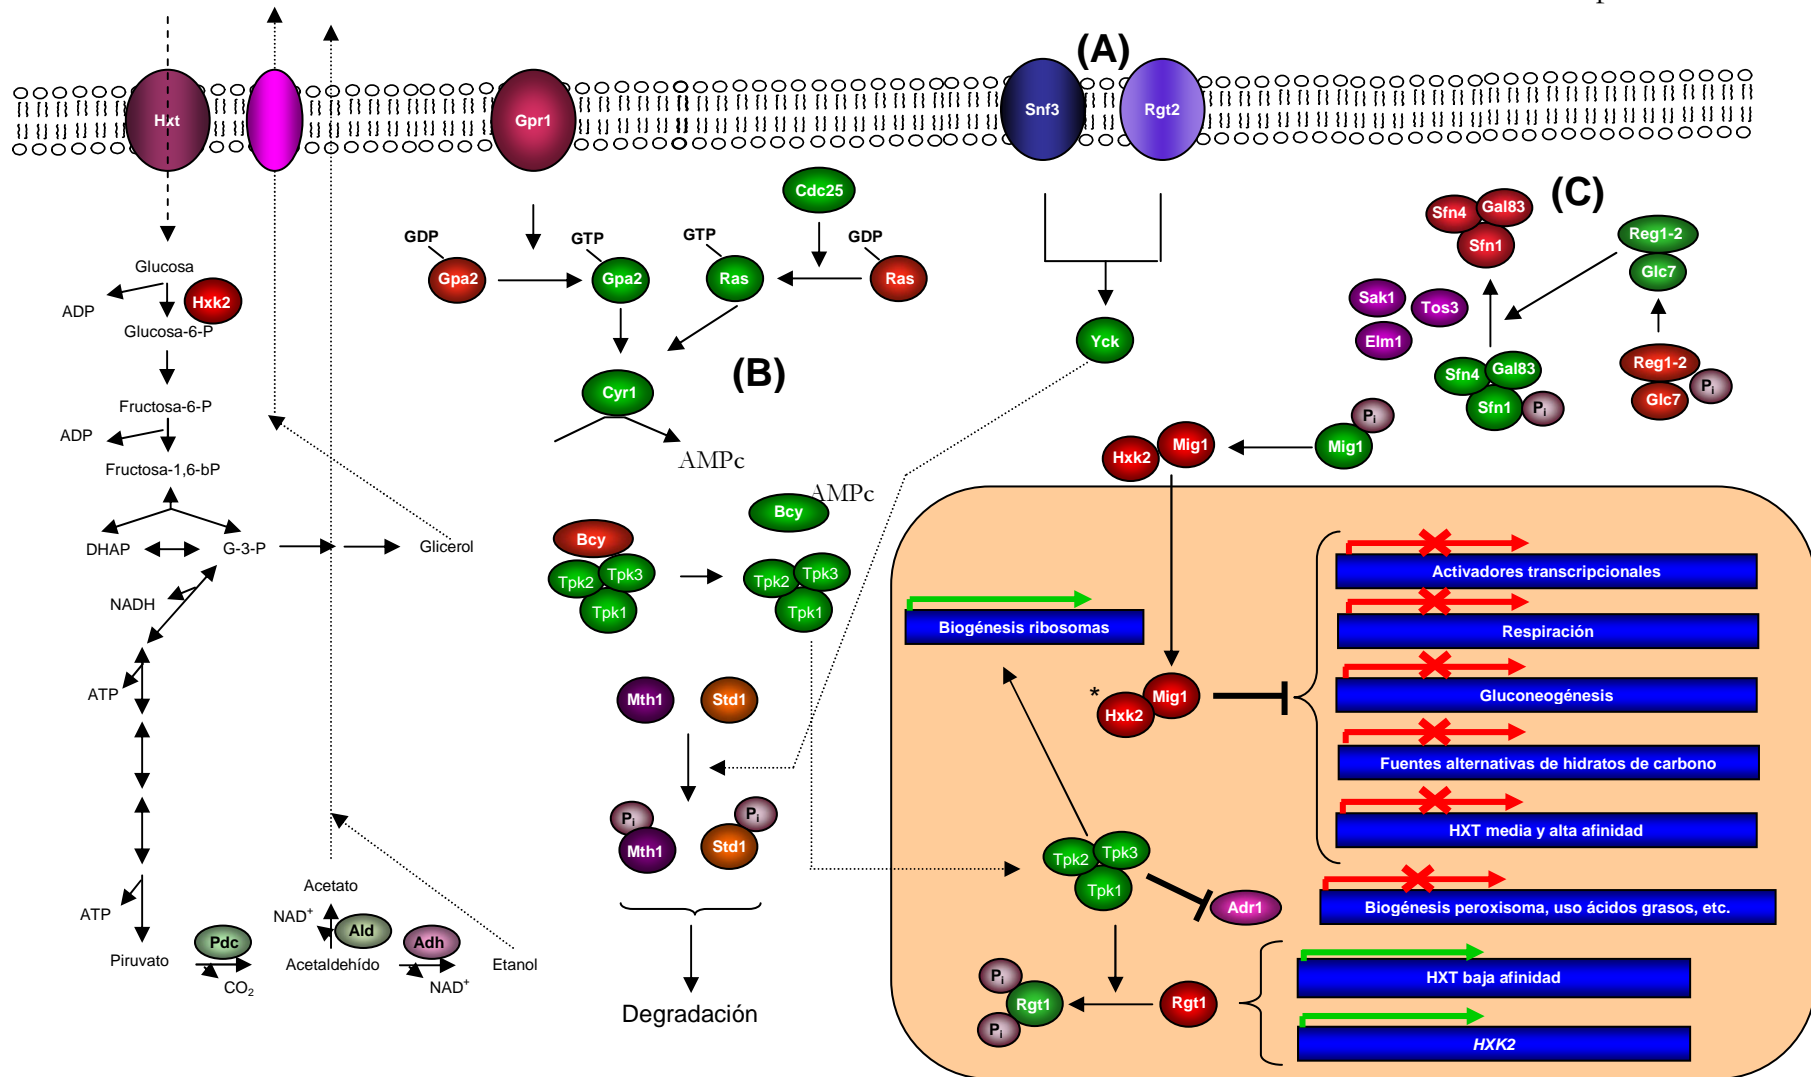 (A)
Hxt
Gpr1
Snf3
Rgt2
Cdc25
(C)
Sfn4
Gal83
Sfn1
Reg1-2
Glc7
GDP
GTP
GTP
GDP
Gpa2
Gpa2
Ras
Ras
Glucosa
ADP
Hxk2
Glucosa-6-P
Sak1
Tos3
Elm1
Yck
(B)
Reg1-2
Glc7
Pi
Sfn4
Gal83
Sfn1
Pi
Cyr1
AMPc
Fructosa-6-P
ADP
Fructosa-1,6-bP
Pi
Mig1
Hxk2
Mig1
AMPc
Bcy
Bcy
Tpk2
Tpk3
Tpk1
Tpk2
Tpk3
Tpk1
DHAP
G-3-P
Glicerol
NADH
ATP
Activadores transcripcionales
Biogénesis ribosomas
Respiración
Mth1
Std1
*
Hxk2
Mig1
Gluconeogénesis
Fuentes alternativas de hidratos de carbono
HXT media y alta afinidad
Pi
Mth1
Pi
Std1
Tpk2
Tpk3
Tpk1
Adr1
Biogénesis peroxisoma, uso ácidos grasos, etc.
Acetato
NAD+
Ald
ATP
Pdc
Adh
Piruvato
Acetaldehído
Etanol
CO2
NAD+
Pi
Rgt1
Pi
Rgt1
HXT baja afinidad
HXK2
Degradación